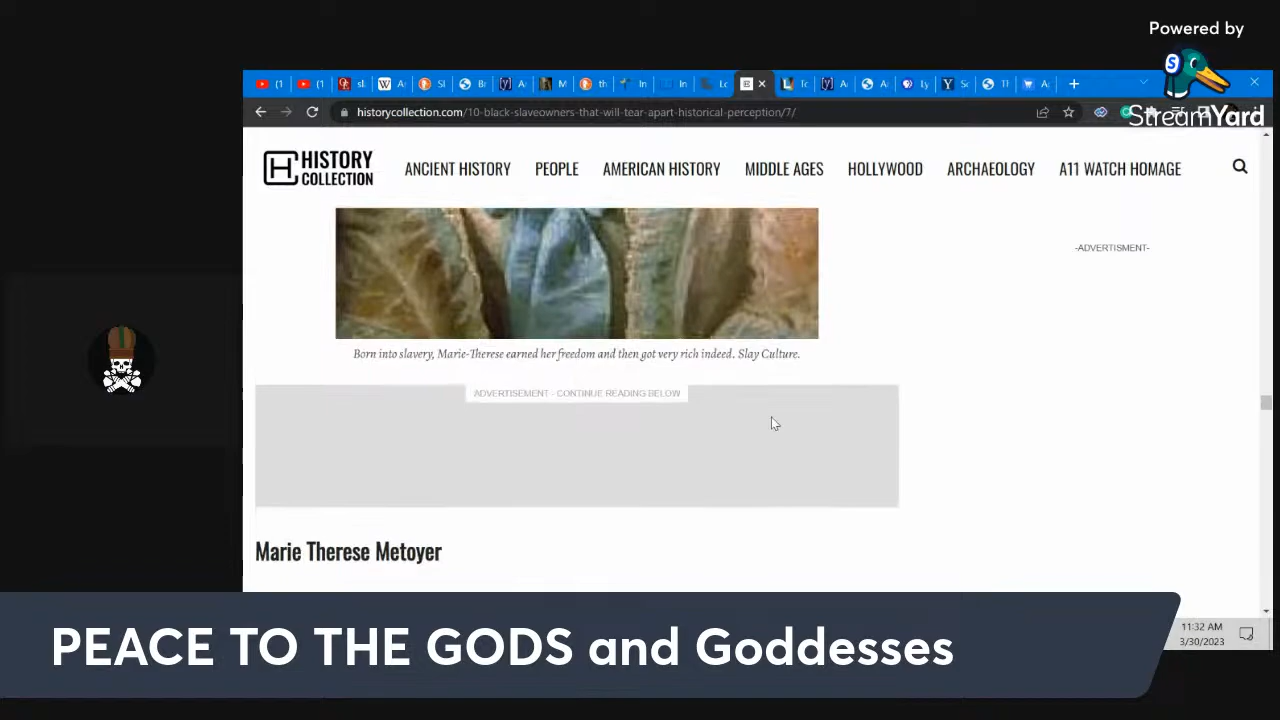 Powered by
StreamYard
historycollection.com/10-black-slaveowners-that-will-tear-apart-historical-perception/7/
HISTORY
COLLECTION
ANCIENT HISTORY PEOPLE AMERICAN HISTORY MIDDLE AGES HOLLYWOOD ARCHAEOLOGY A11 WATCH HOMAGE
-ADVERTISMENT-
Born into slavery, Marie-Therese earned her freedom and then got very rich indeed. Slay Culture.
ADVERTISEMENT - CONTINUE READING BELOW
Marie Therese Metoyer
PEACE TO THE GODS and Goddesses
11:32 AM
3/30/2023